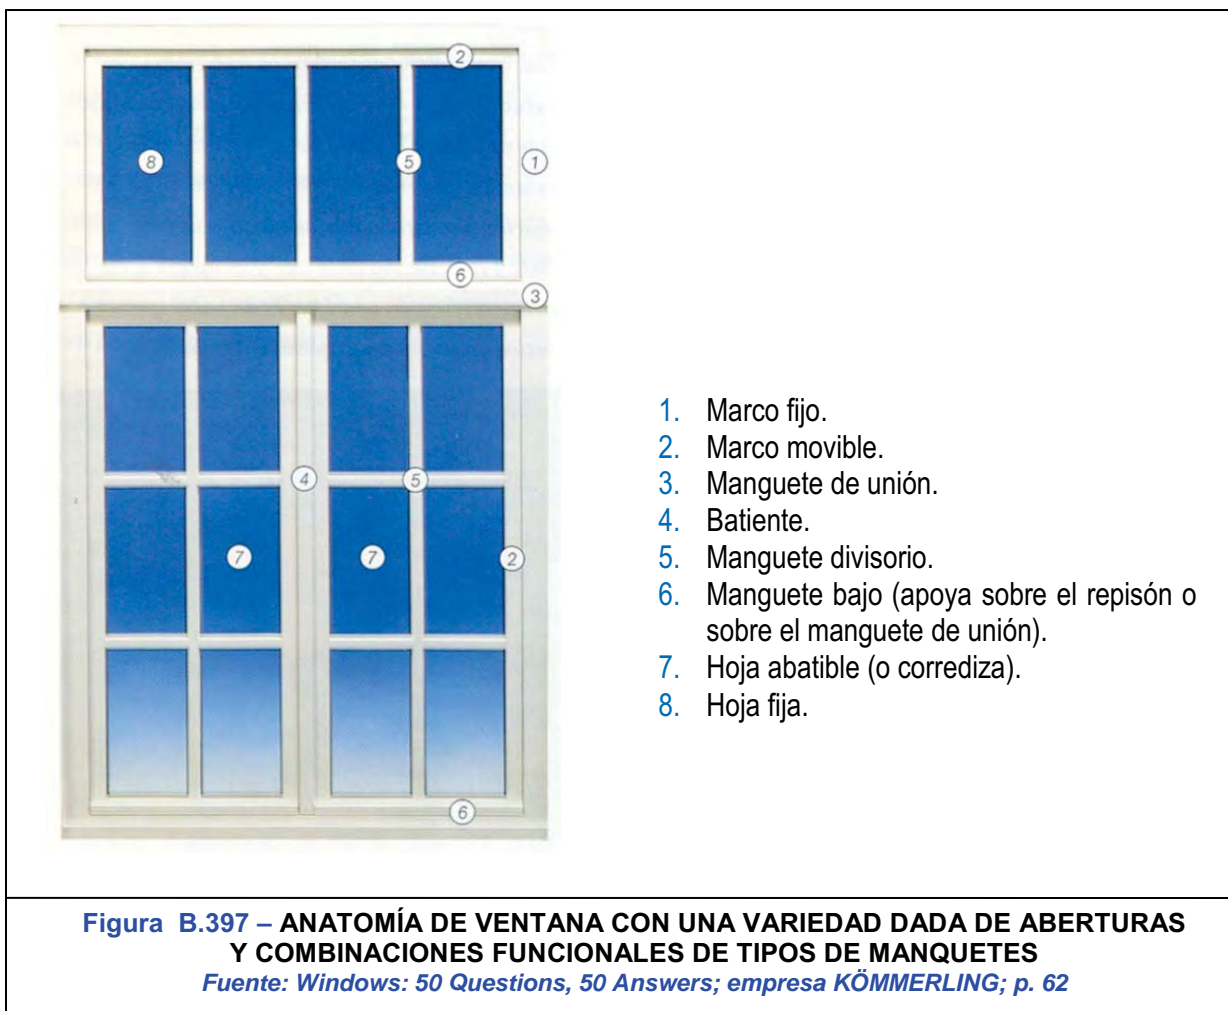 2
8
5
1
6
3
4
5
7
7
2
6
1. Marco fijo.
2. Marco movible.
3. Manguete de unión.
4. Batiente.
5. Manguete divisorio.
6. Manguete bajo (apoya sobre el repisón o
sobre el manguete de unión).
7. Hoja abatible (o corrediza).
8. Hoja fija.
Figura B.397 – ANATOMÍA DE VENTANA CON UNA VARIEDAD DADA DE ABERTURAS
Y COMBINACIONES FUNCIONALES DE TIPOS DE MANQUETES
Fuente: Windows: 50 Questions, 50 Answers; empresa KÖMMERLING; p. 62